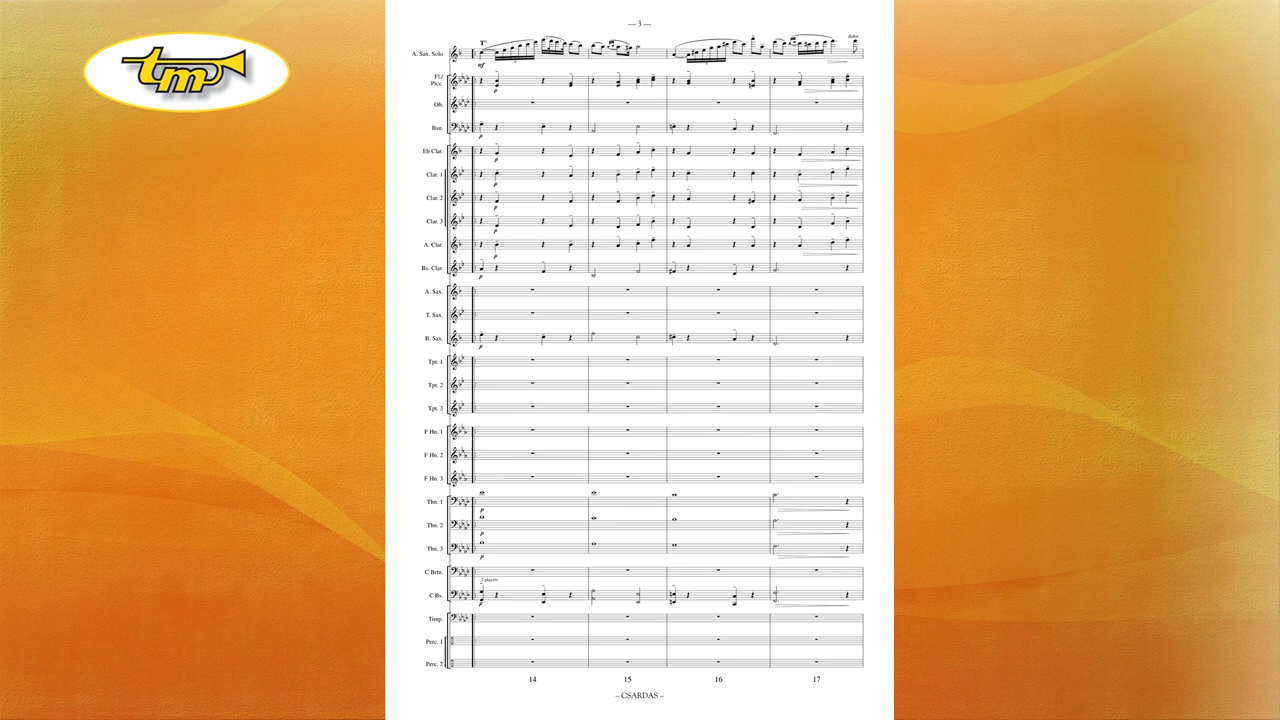 tm
— 3 —
A. Sax. Solo
T°
mf
dolce
Fl./
Picc.
p
Ob.
Bsn.
p
Eb Clar.
p
Clar. 1
p
Clar. 2
p
Clar. 3
p
A. Clar.
p
Bs. Clar.
p
A. Sax.
T. Sax.
B. Sax.
p
Tpt. 1
Tpt. 2
Tpt. 3
F Hn. 1
F Hn. 2
F Hn. 3
Tbn. 1
p
Tbn. 2
p
Tbn. 3
p
C Brtn.
2 players
C Bs.
p
Timp.
Perc. 1
Perc. 2
14 15 16 17
– CSARDAS –